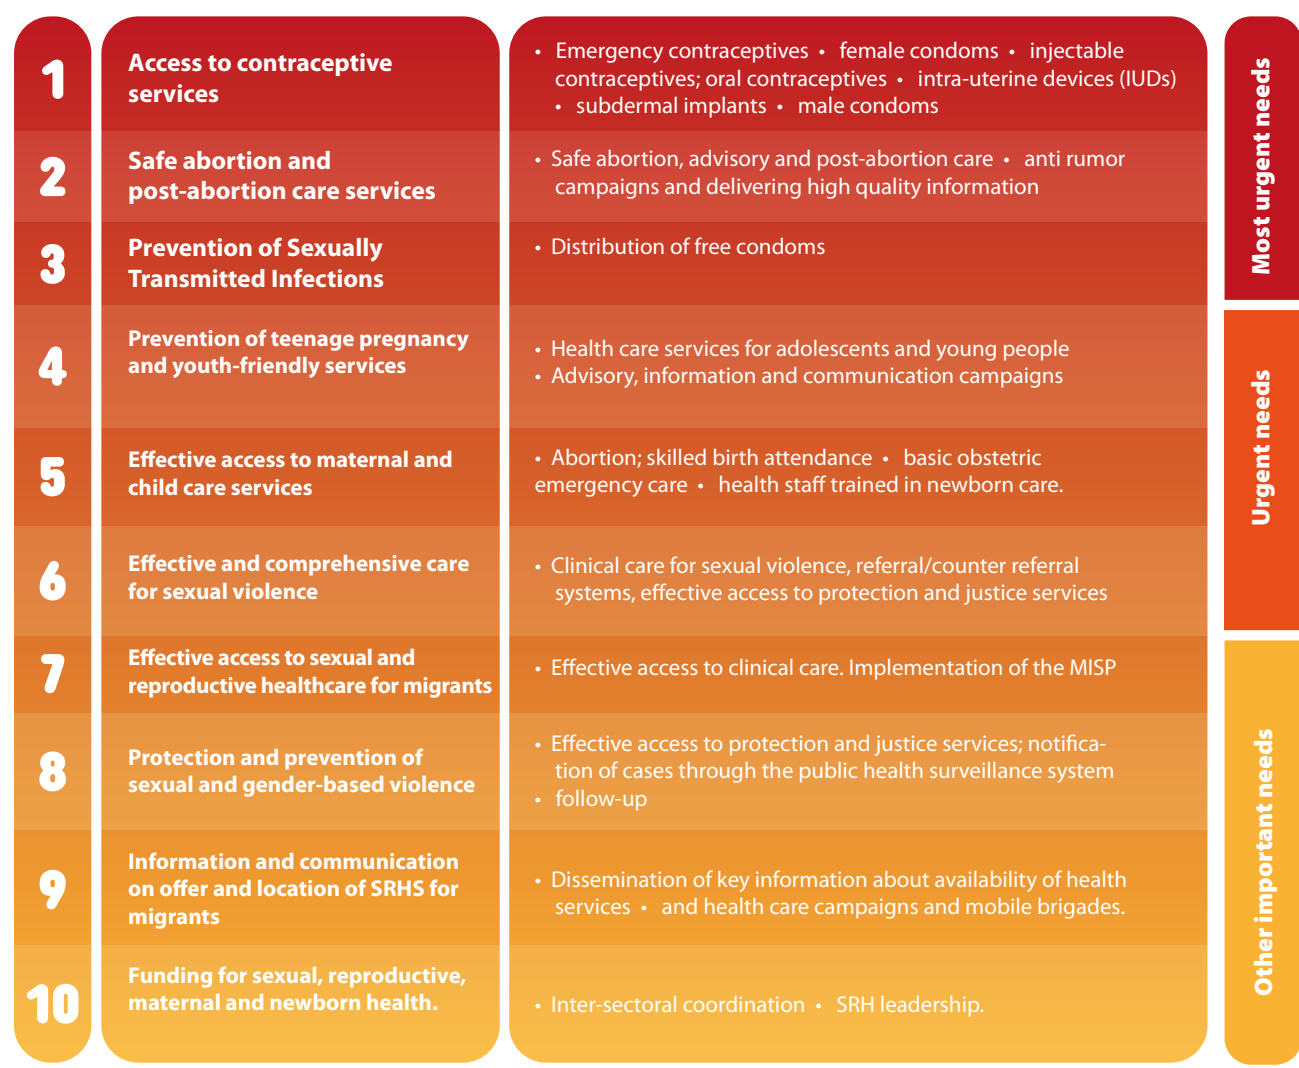 1
Access to contraceptive
services
• Emergency contraceptives • female condoms • injectable
contraceptives; oral contraceptives • intra-uterine devices (IUDs)
• subdermal implants • male condoms
2
Safe abortion and
post-abortion care services
• Safe abortion, advisory and post-abortion care • anti rumor
campaigns and delivering high quality information
3
Prevention of Sexually
Transmitted Infections
• Distribution of free condoms
Most urgent needs
4
Prevention of teenage pregnancy
and youth-friendly services
• Health care services for adolescents and young people
• Advisory, information and communication campaigns
5
Effective access to maternal and
child care services
• Abortion; skilled birth attendance • basic obstetric
emergency care • health staff trained in newborn care.
6
Effective and comprehensive care
for sexual violence
• Clinical care for sexual violence, referral/counter referral
systems, effective access to protection and justice services
Urgent needs
7
Effective access to sexual and
reproductive healthcare for migrants
• Effective access to clinical care. Implementation of the MISP
8
Protection and prevention of
sexual and gender-based violence
• Effective access to protection and justice services; notifica-
tion of cases through the public health surveillance system
• follow-up
9
Information and communication
on offer and location of SRHS for
migrants
• Dissemination of key information about availability of health
services • and health care campaigns and mobile brigades.
10
Funding for sexual, reproductive,
maternal and newborn health.
• Inter-sectoral coordination • SRH leadership.
Other important needs